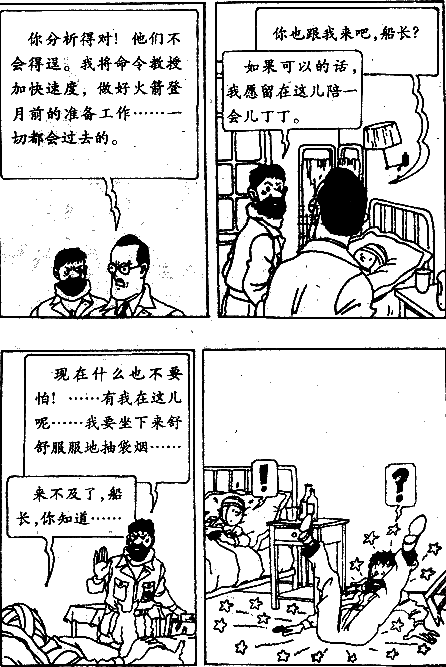 你分析得对！他们不
会得逞。我将命令教授
加快速度，做好火箭登
月前的准备工作……一
切都会过去的。
你也跟我来吧，船长？
如果可以的话，
我愿留在这儿陪一
会儿丁丁。
现在什么也不要
怕！……有我在这儿
呢……我要坐下来舒
舒服服地抽袋烟……
来不及了，船
长，你知道……
！
？